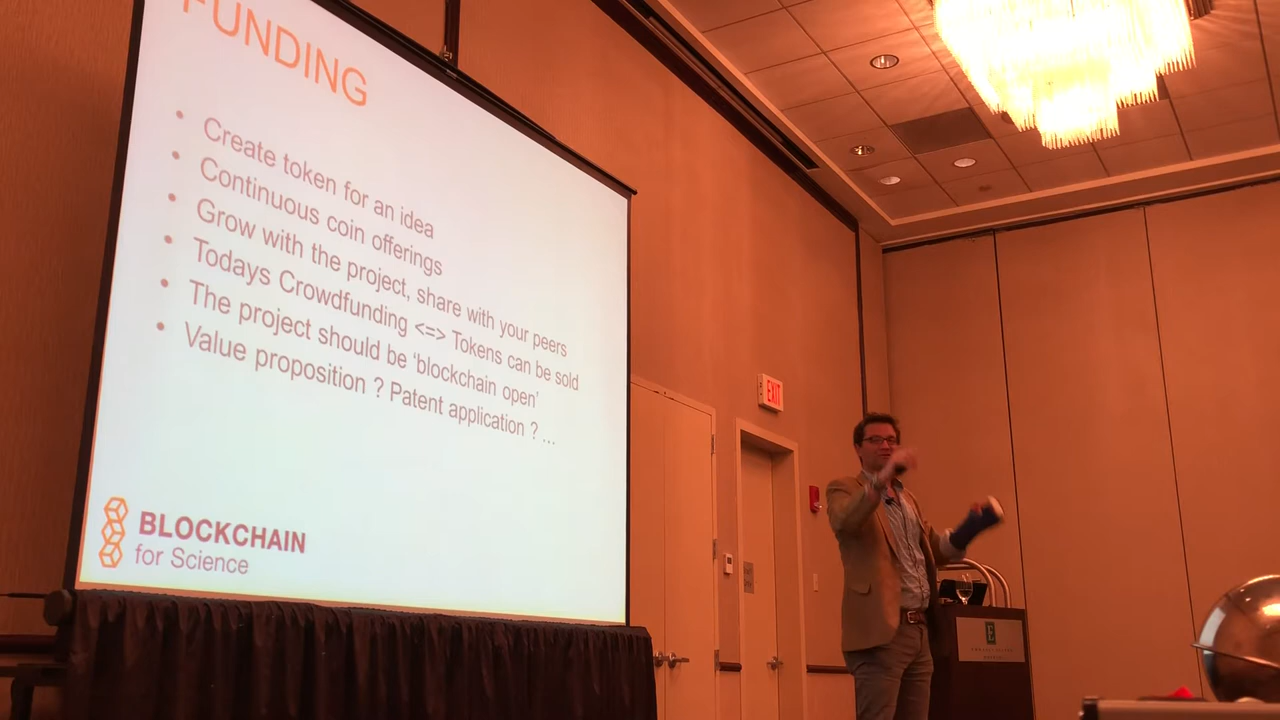 FUNDING
• Create token for an idea
• Continuous coin offerings
• Grow with the project, share with your peers
• Todays Crowdfunding <=> Tokens can be sold
• The project should be 'blockchain open'
• Value proposition ? Patent application ? ...
BLOCKCHAIN
for Science
EXIT
E